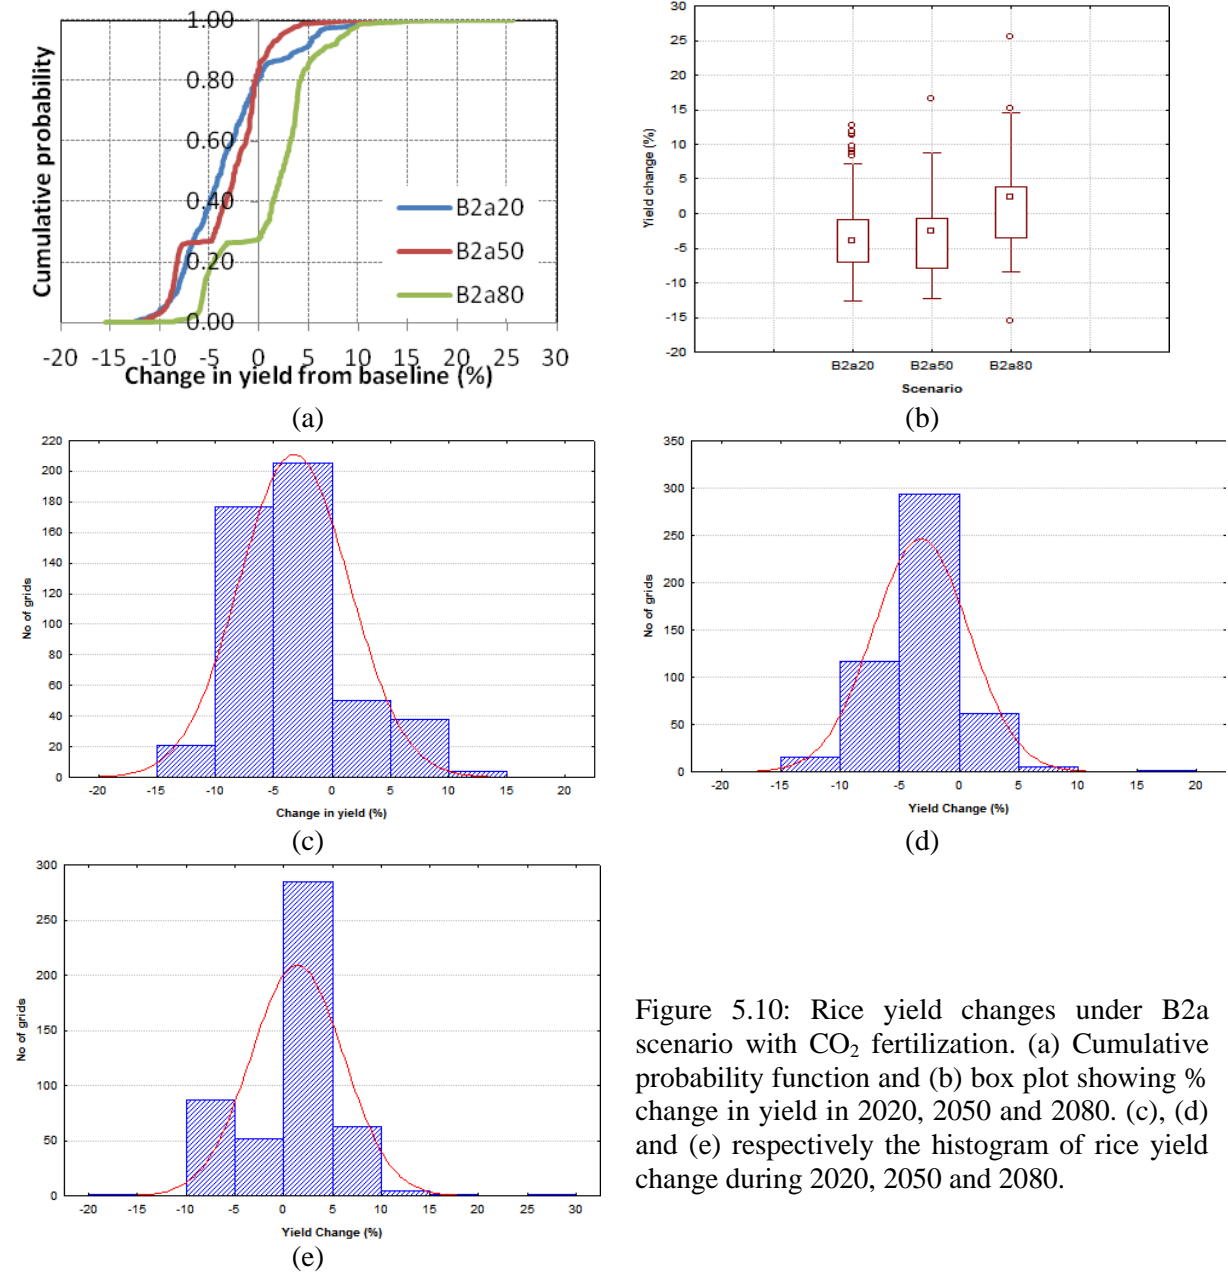 Cumulative probability
1.00
0.80
0.60
0.40
0.20
0.00
B2a20
B2a50
B2a80
-20 -15 -10 -5 0 5 10 15 20 25 30
Change in yield from baseline (%)
(a)
Yield change (%)
30
25
20
15
10
5
0
-5
-10
-15
-20
B2a20 B2a50 B2a80
Scenario
(b)
No of grids
220
200
180
160
140
120
100
80
60
40
20
0
-20 -15 -10 -5 0 5 10 15 20
Change in yield (%)
(c)
No of grids
350
300
250
200
150
100
50
0
-20 -15 -10 -5 0 5 10 15 20
Yield Change (%)
(d)
No of grids
300
250
200
150
100
50
0
-20 -15 -10 -5 0 5 10 15 20 25 30
Yield Change (%)
(e)
Figure 5.10: Rice yield changes under B2a
scenario with CO₂ fertilization. (a) Cumulative
probability function and (b) box plot showing %
change in yield in 2020, 2050 and 2080. (c), (d)
and (e) respectively the histogram of rice yield
change during 2020, 2050 and 2080.